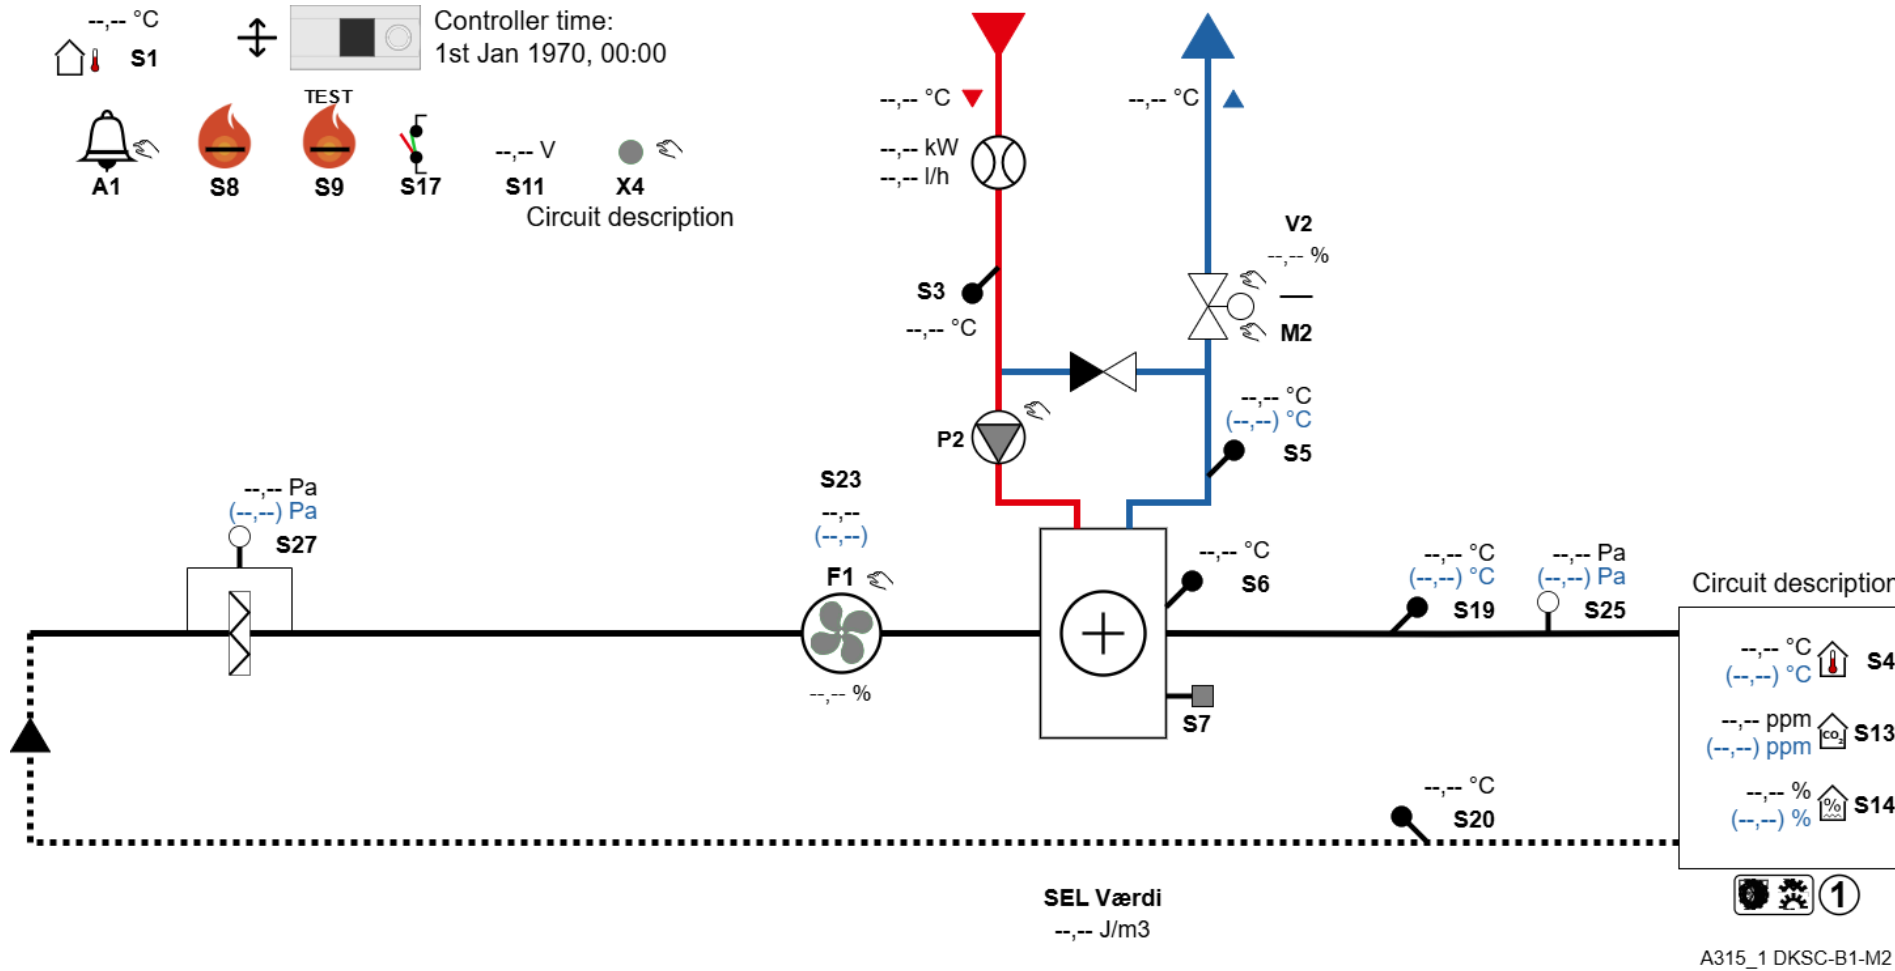 --,-- °C
S1
Controller time:
1st Jan 1970, 00:00
TEST
A1
S8
S9
S17
--,-- V
S11
X4
Circuit description
--,-- °C
--,-- kW
--,-- l/h
--,-- °C
V2
--,-- %
M2
S3
--,-- °C
--,-- °C
(--,--) °C
S5
P2
S23
--,--
(--,--)
F1
--,-- %
--,-- Pa
(--,--) Pa
S27
--,-- °C
S6
S7
--,-- °C
(--,--) °C
S19
--,-- Pa
(--,--) Pa
S25
Circuit description
--,-- °C
(--,--) °C
S4
--,-- ppm
(--,--) ppm
CO2
S13
--,-- %
(--,--) %
%
S14
--,-- °C
S20
SEL Værdi
--,-- J/m3
1
A315_1 DKSC-B1-M2